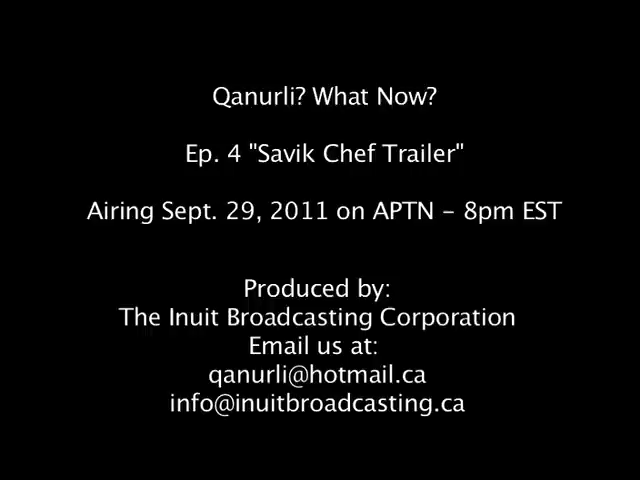 Qanurli? What Now?
Ep. 4 "Savik Chef Trailer"
Airing Sept. 29, 2011 on APTN - 8pm EST
Produced by:
The Inuit Broadcasting Corporation
Email us at:
qanurli@hotmail.ca
info@inuitbroadcasting.ca